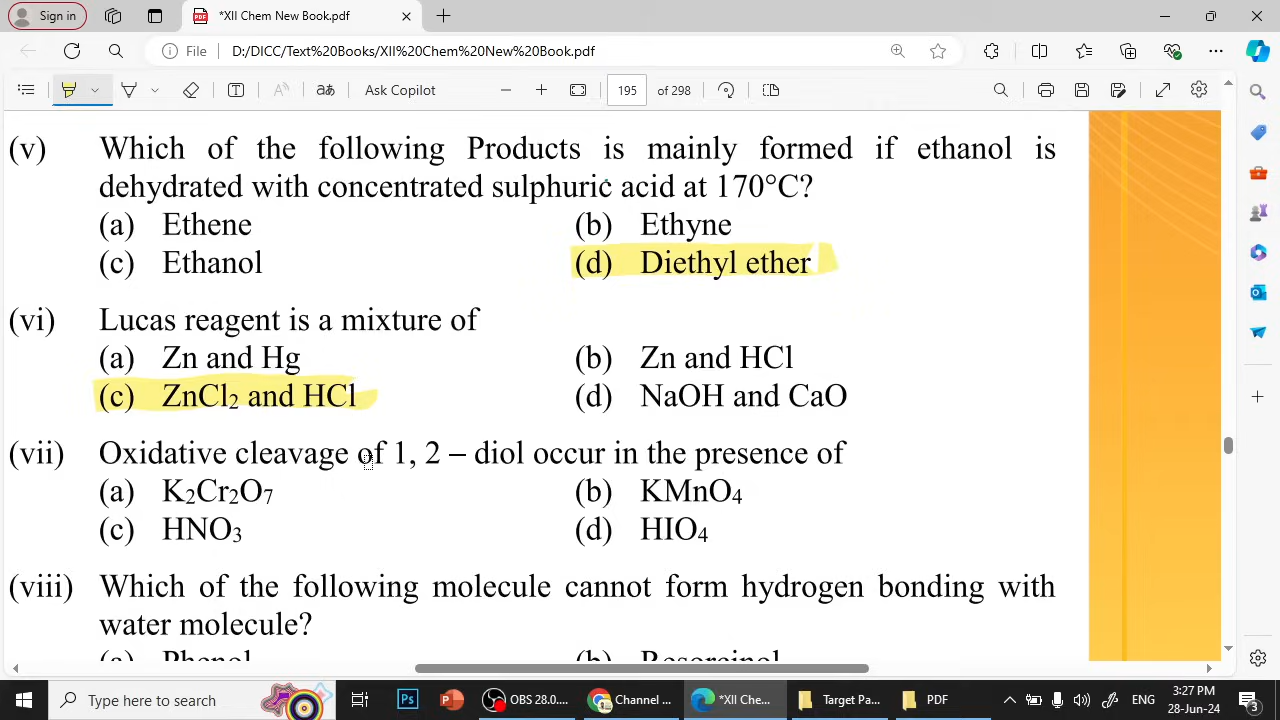 Sign in
*XII Chem New Book.pdf
File
D:/DICC/Text%20Books/XII%20Chem%20New%20Book.pdf
Ask Copilot
195 of 298
(v) Which of the following Products is mainly formed if ethanol is
dehydrated with concentrated sulphuric acid at 170°C?
(a) Ethene (b) Ethyne
(c) Ethanol (d) Diethyl ether
(vi) Lucas reagent is a mixture of
(a) Zn and Hg (b) Zn and HCl
(c) ZnCl₂ and HCl (d) NaOH and CaO
(vii) Oxidative cleavage of 1, 2 – diol occur in the presence of
(a) K₂Cr₂O₇ (b) KMnO₄
(c) HNO₃ (d) HIO₄
(viii) Which of the following molecule cannot form hydrogen bonding with
water molecule?
(a) Phenol (b) Resorcinol
Type here to search
Ps
OBS 28.0....
Channel ...
*XII Che...
Target Pa...
PDF
ENG
3:27 PM
28-Jun-24
3